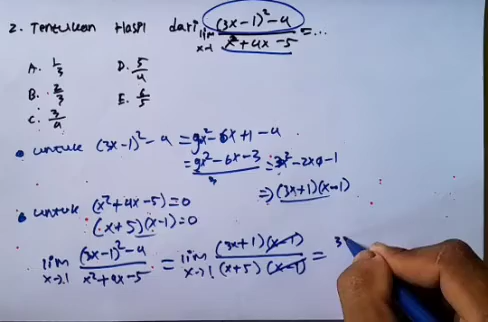 2. Tentukan Hasil dari lim x→1 (3x-1)² - 4 / x² + 4x - 5 = ...
A. 1/3 D. 5/4
B. 2/3 E. 6/5
C. 3/4
• untuk (3x-1)² - 4 = 9x² - 6x + 1 - 4
= 9x² - 6x - 3 / 3 = 3x² - 2x - 1
⇒ (3x+1)(x-1)
• untuk (x² + 4x - 5) = 0
(x+5)(x-1) = 0
lim x→1 (3x-1)² - 4 / x² + 4x - 5 = lim x→1 (3x+1)(x-1) / (x+5)(x-1) = 3